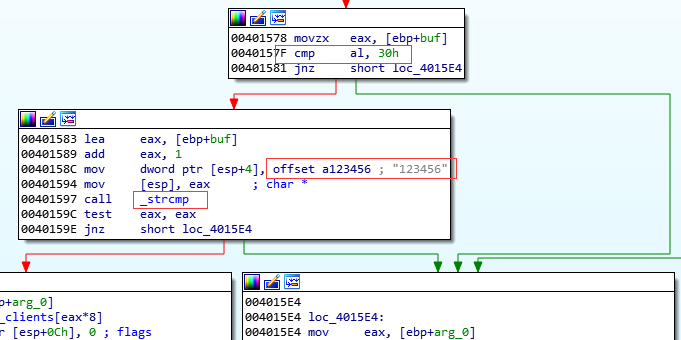 00401578 movzx eax, [ebp+buf]
0040157F cmp al, 30h
00401581 jnz short loc_4015E4
00401583 lea eax, [ebp+buf]
00401589 add eax, 1
0040158C mov dword ptr [esp+4], offset a123456 ; "123456"
00401594 mov [esp], eax ; char *
00401597 call _strcmp
0040159C test eax, eax
0040159E jnz short loc_4015E4
p+arg_0]
_clients[eax*8]
r [esp+0Ch], 0 ; flags
004015E4
004015E4 loc_4015E4:
004015E4 mov eax, [ebp+arg_0]